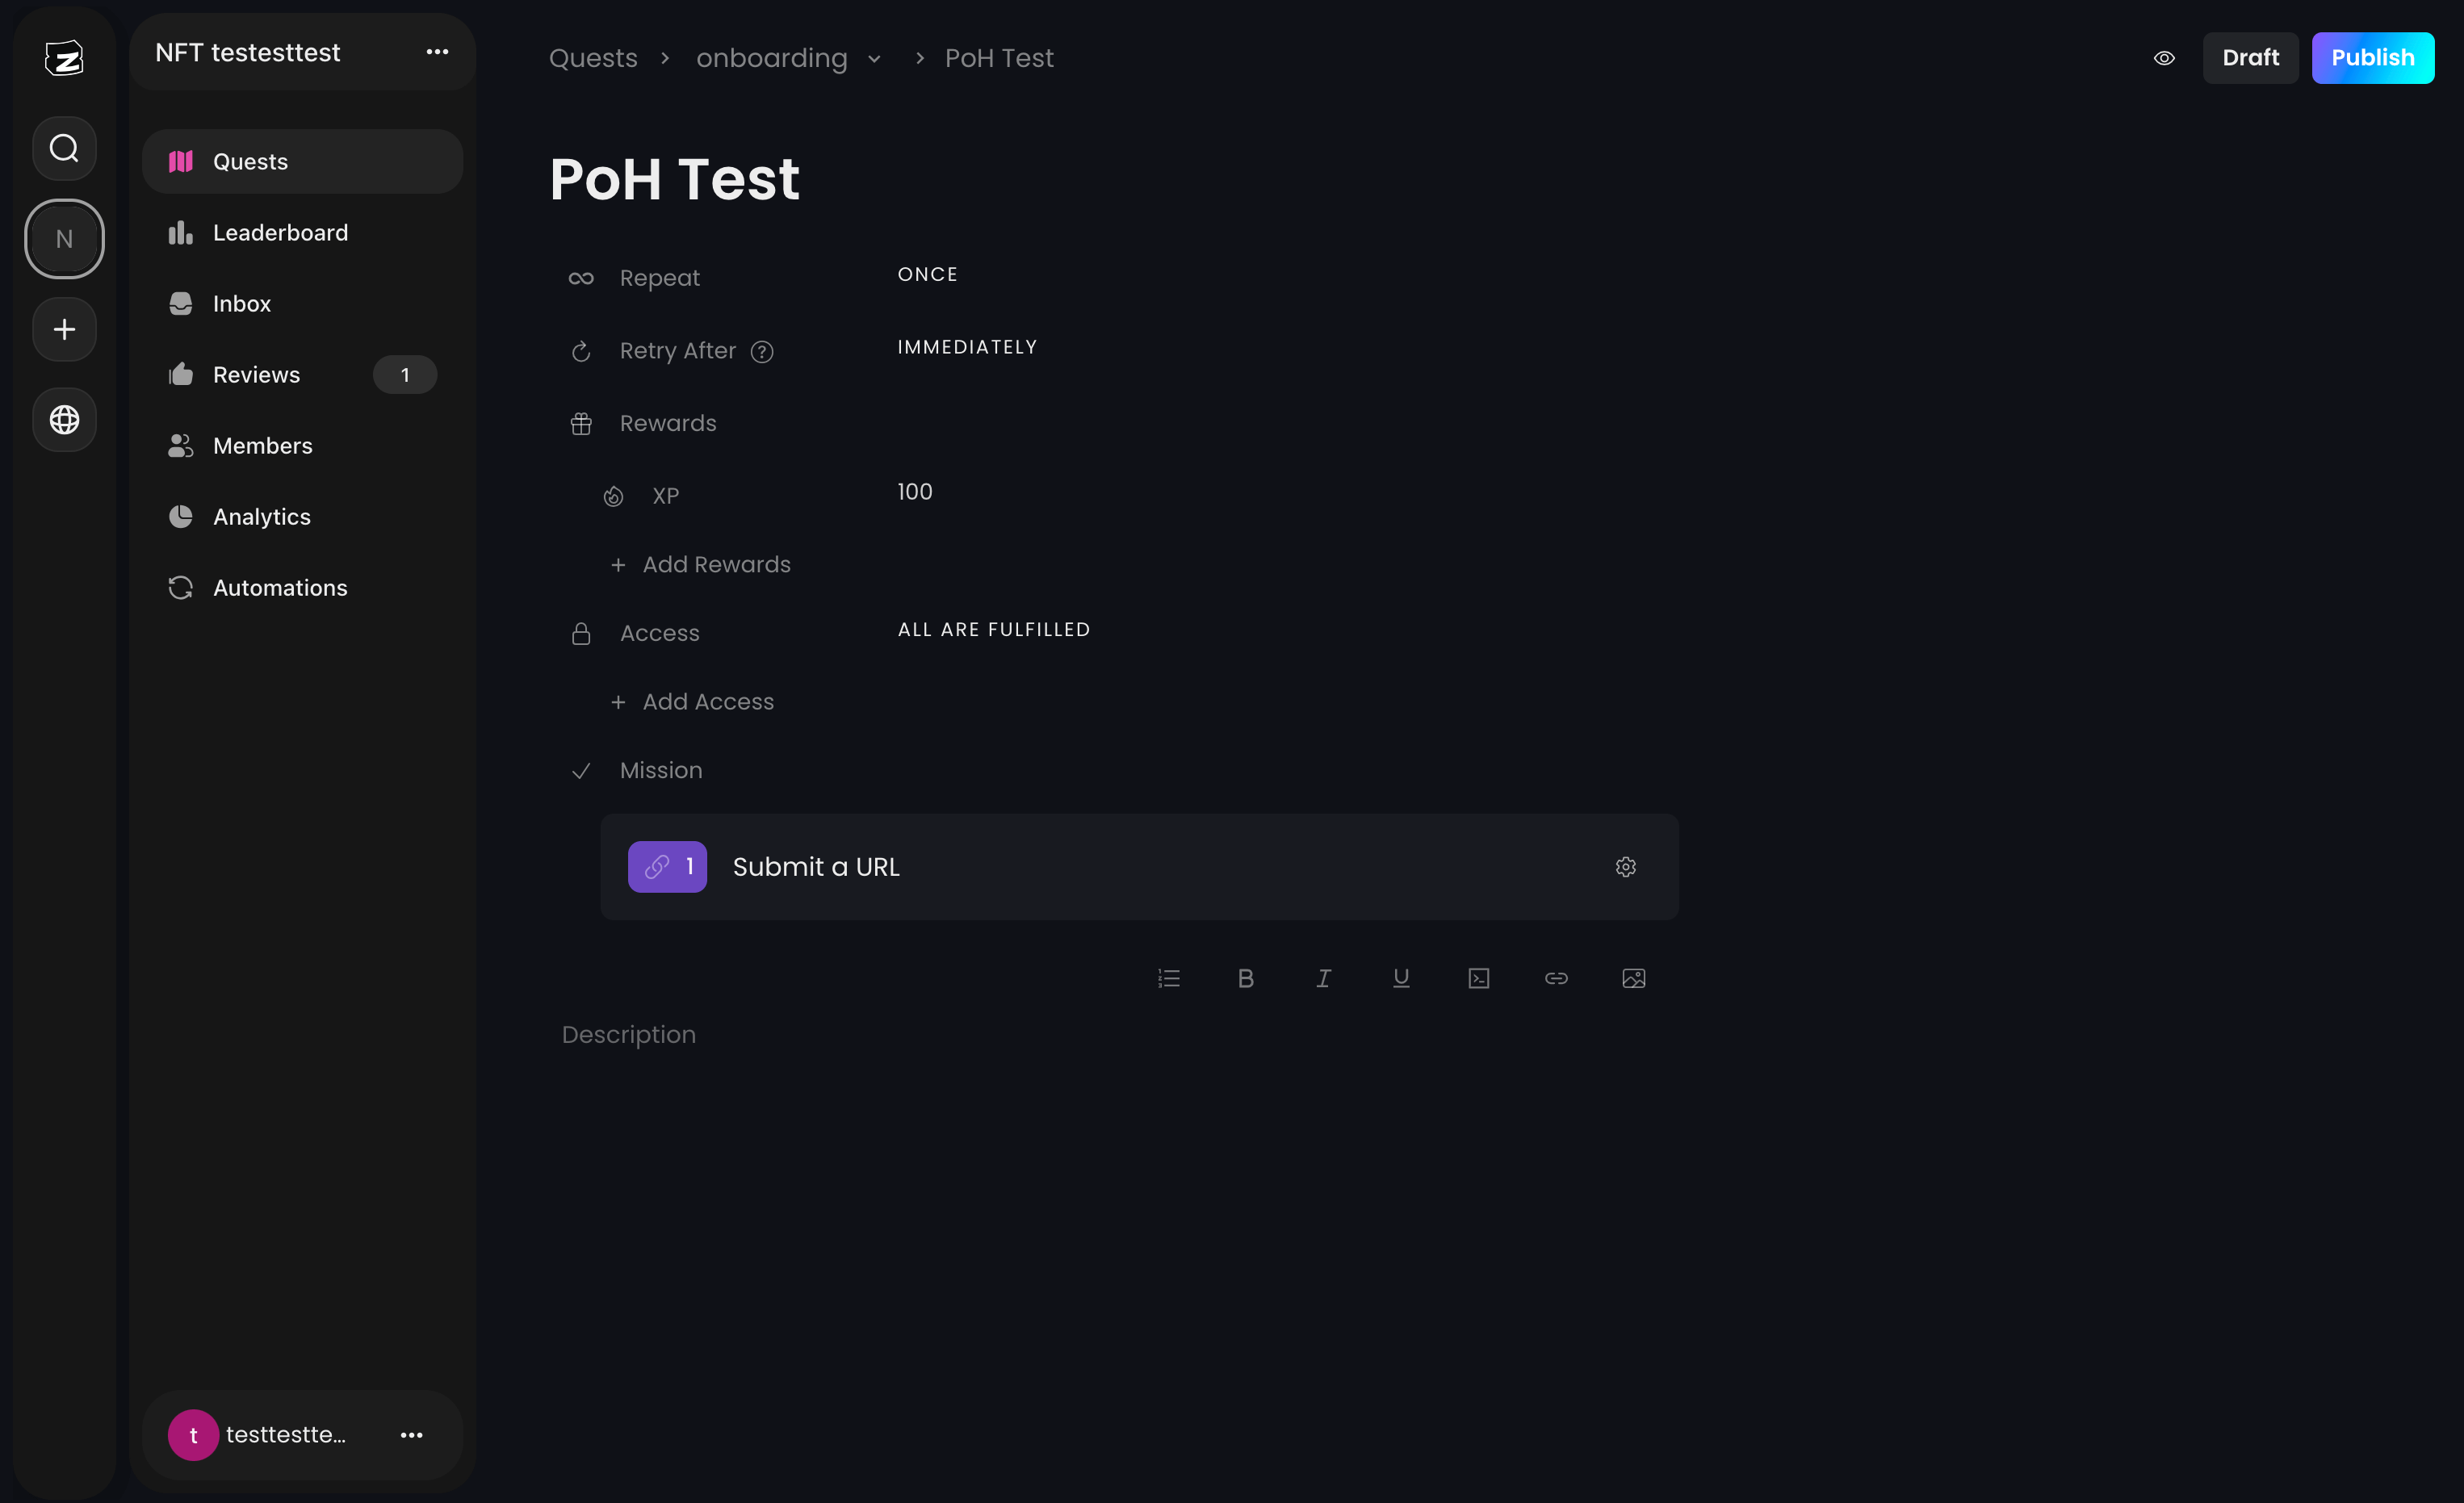 NFT testesttest
N
Quests
Leaderboard
Inbox
Reviews 1
Members
Analytics
Automations
t testtestte...
Quests > onboarding > PoH Test
Draft
Publish
PoH Test
Repeat ONCE
Retry After ? IMMEDIATELY
Rewards
XP 100
+ Add Rewards
Access ALL ARE FULFILLED
+ Add Access
Mission
1 Submit a URL
B I U
Description